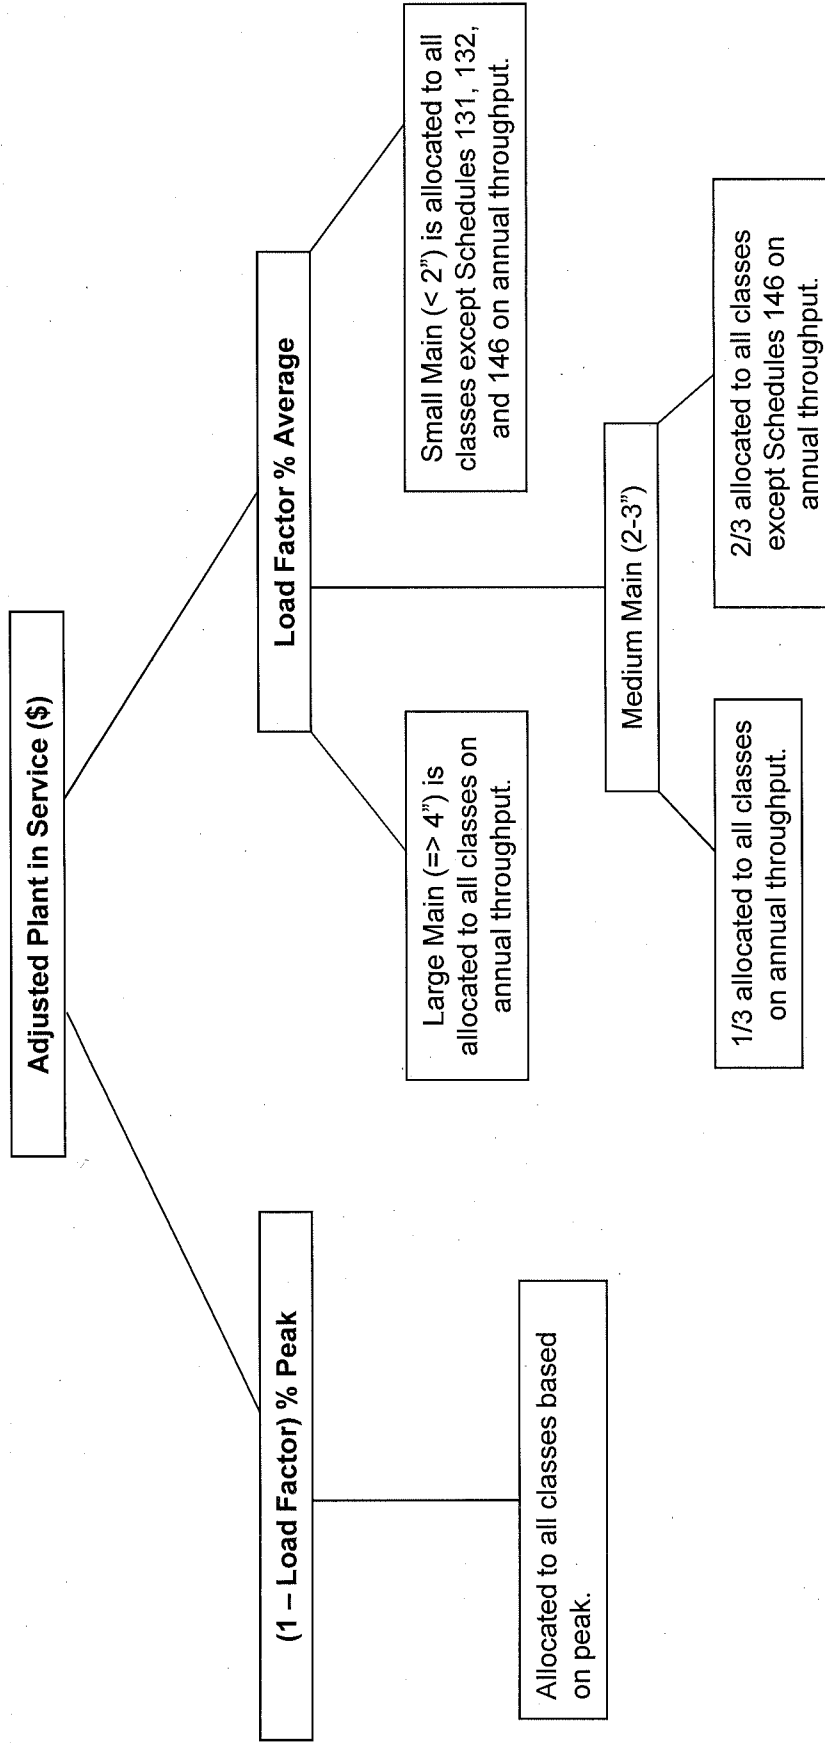 Adjusted Plant in Service ($)
(1 – Load Factor) % Peak
Load Factor % Average
Allocated to all classes based
on peak.
Large Main (=> 4”) is
allocated to all classes on
annual throughput.
Small Main (< 2”) is allocated to all
classes except Schedules 131, 132,
and 146 on annual throughput.
Medium Main (2-3”)
1/3 allocated to all classes
on annual throughput.
2/3 allocated to all classes
except Schedules 146 on
annual throughput.